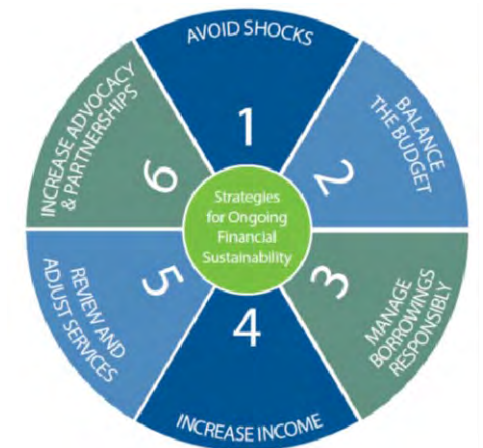 AVOID SHOCKS
1
BALANCE
THE BUDGET
2
3
MANAGE
BORROWINGS
RESPONSIBLY
4
INCREASE INCOME
5
REVIEW AND
ADJUST SERVICES
6
INCREASE ADVOCACY
& PARTNERSHIPS
Strategies
for Ongoing
Financial
Sustainability